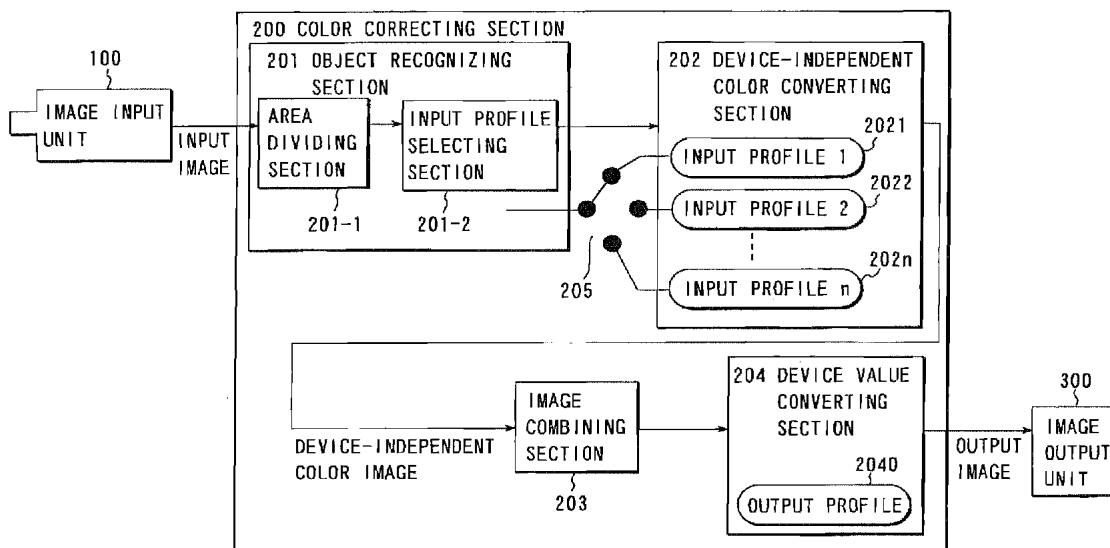 200 COLOR CORRECTING SECTION
100
IMAGE INPUT
UNIT
INPUT
IMAGE
201 OBJECT RECOGNIZING
SECTION
AREA
DIVIDING
SECTION
201-1
INPUT PROFILE
SELECTING
SECTION
201-2
205
202 DEVICE-INDEPENDENT
COLOR CONVERTING
SECTION
INPUT PROFILE 1
2021
INPUT PROFILE 2
2022
INPUT PROFILE n
202n
DEVICE-INDEPENDENT
COLOR IMAGE
IMAGE
COMBINING
SECTION
203
204 DEVICE VALUE
CONVERTING
SECTION
2040
OUTPUT PROFILE
OUTPUT
IMAGE
300
IMAGE
OUTPUT
UNIT